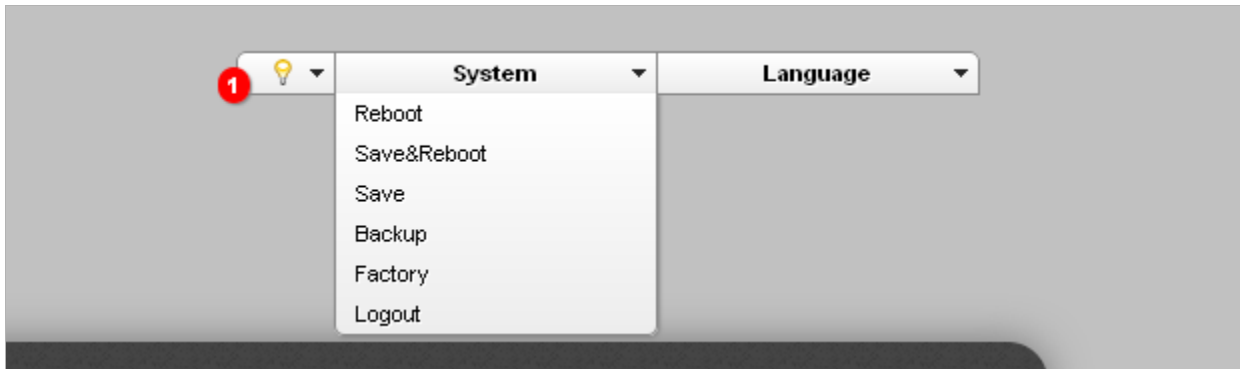 1
System
Language
Reboot
Save&Reboot
Save
Backup
Factory
Logout